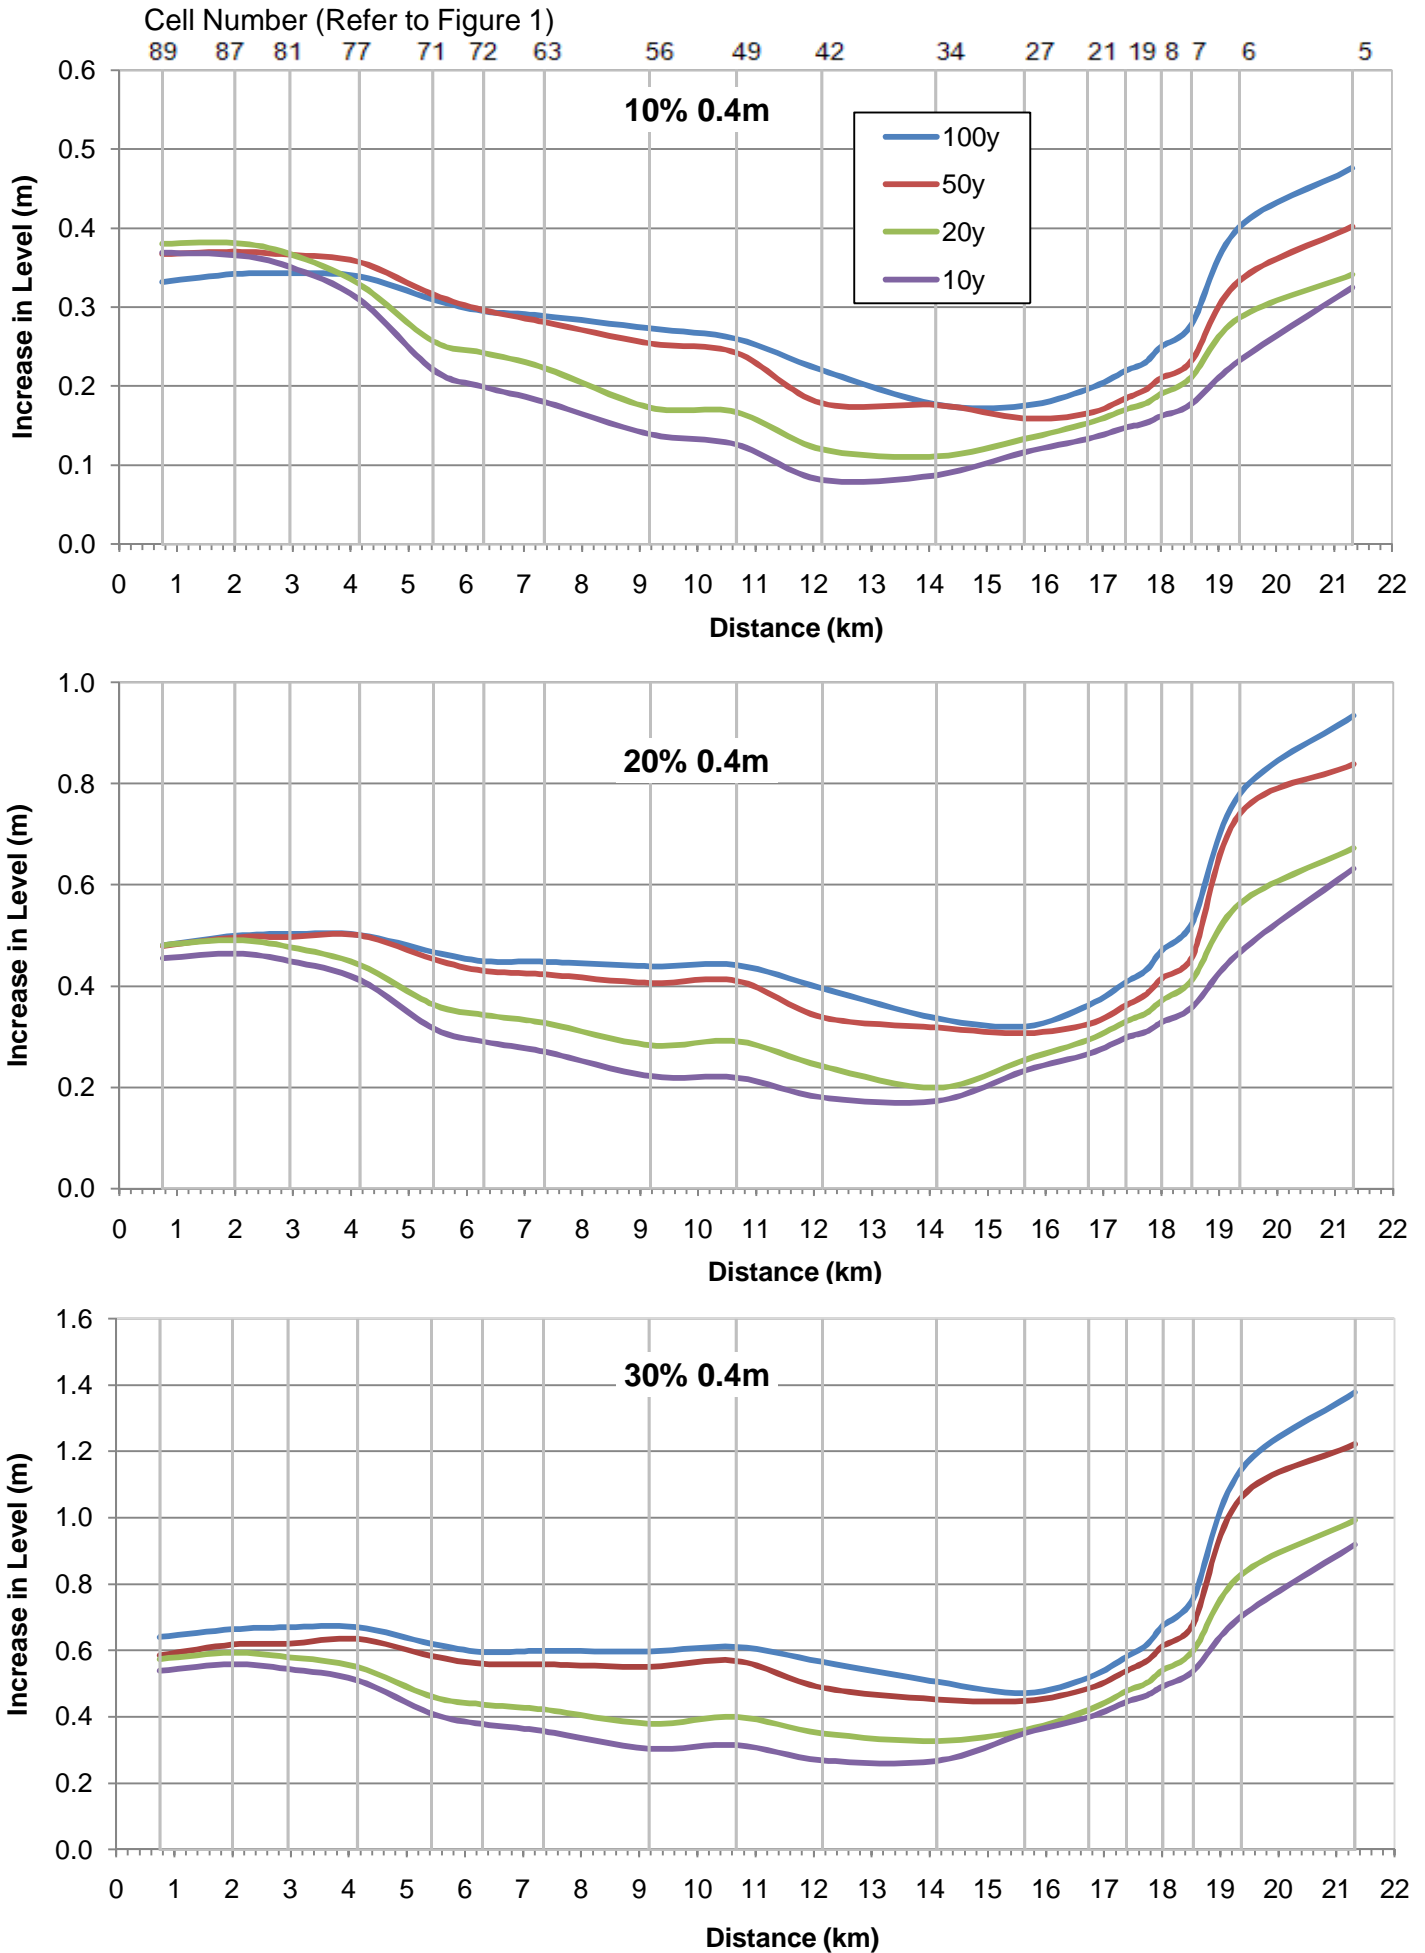 Cell Number (Refer to Figure 1)
89 87 81 77 71 72 63 56 49 42 34 27 21 19 8 7 6 5
10% 0.4m
100y
50y
20y
10y
Increase in Level (m)
0.6
0.5
0.4
0.3
0.2
0.1
0.0
0 1 2 3 4 5 6 7 8 9 10 11 12 13 14 15 16 17 18 19 20 21 22
Distance (km)
20% 0.4m
Increase in Level (m)
1.0
0.8
0.6
0.4
0.2
0.0
0 1 2 3 4 5 6 7 8 9 10 11 12 13 14 15 16 17 18 19 20 21 22
Distance (km)
30% 0.4m
Increase in Level (m)
1.6
1.4
1.2
1.0
0.8
0.6
0.4
0.2
0.0
0 1 2 3 4 5 6 7 8 9 10 11 12 13 14 15 16 17 18 19 20 21 22
Distance (km)